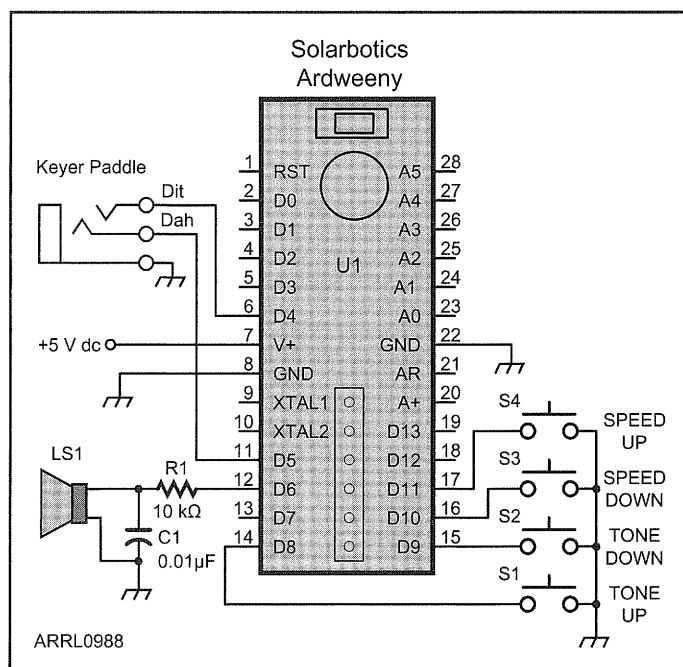 Solarbotics
Ardweeny
Keyer Paddle
Dit
Dah
+5 V dc
U1
1 RST A5 28
2 D0 A4 27
3 D1 A3 26
4 D2 A2 25
5 D3 A1 24
6 D4 A0 23
7 V+ GND 22
8 GND AR 21
9 XTAL1 A+ 20
10 XTAL2 D13 19
11 D5 D12 18
12 D6 D11 17
13 D7 D10 16
14 D8 D9 15
LS1
R1
10 kΩ
C1
0.01µF
S4
SPEED
UP
S3
SPEED
DOWN
S2
TONE
DOWN
S1
TONE
UP
ARRL0988